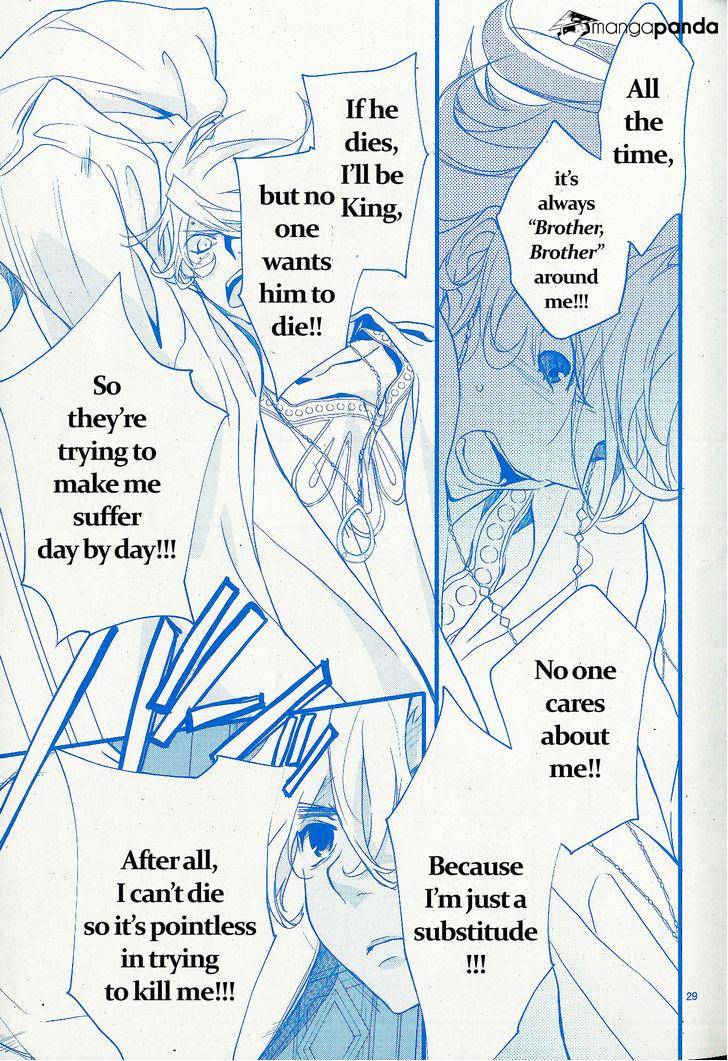 mangapanda
All
the
time,
it's
always
"Brother,
Brother"
around
me!!!
No one
cares
about
me!!
Because
I'm just a
substitude
!!!
If he
dies,
I'll be
King,
but no
one
wants
him to
die!!
So
they're
trying to
make me
suffer
day by day!!!
After all,
I can't die
so it's pointless
in trying
to kill me!!!
29